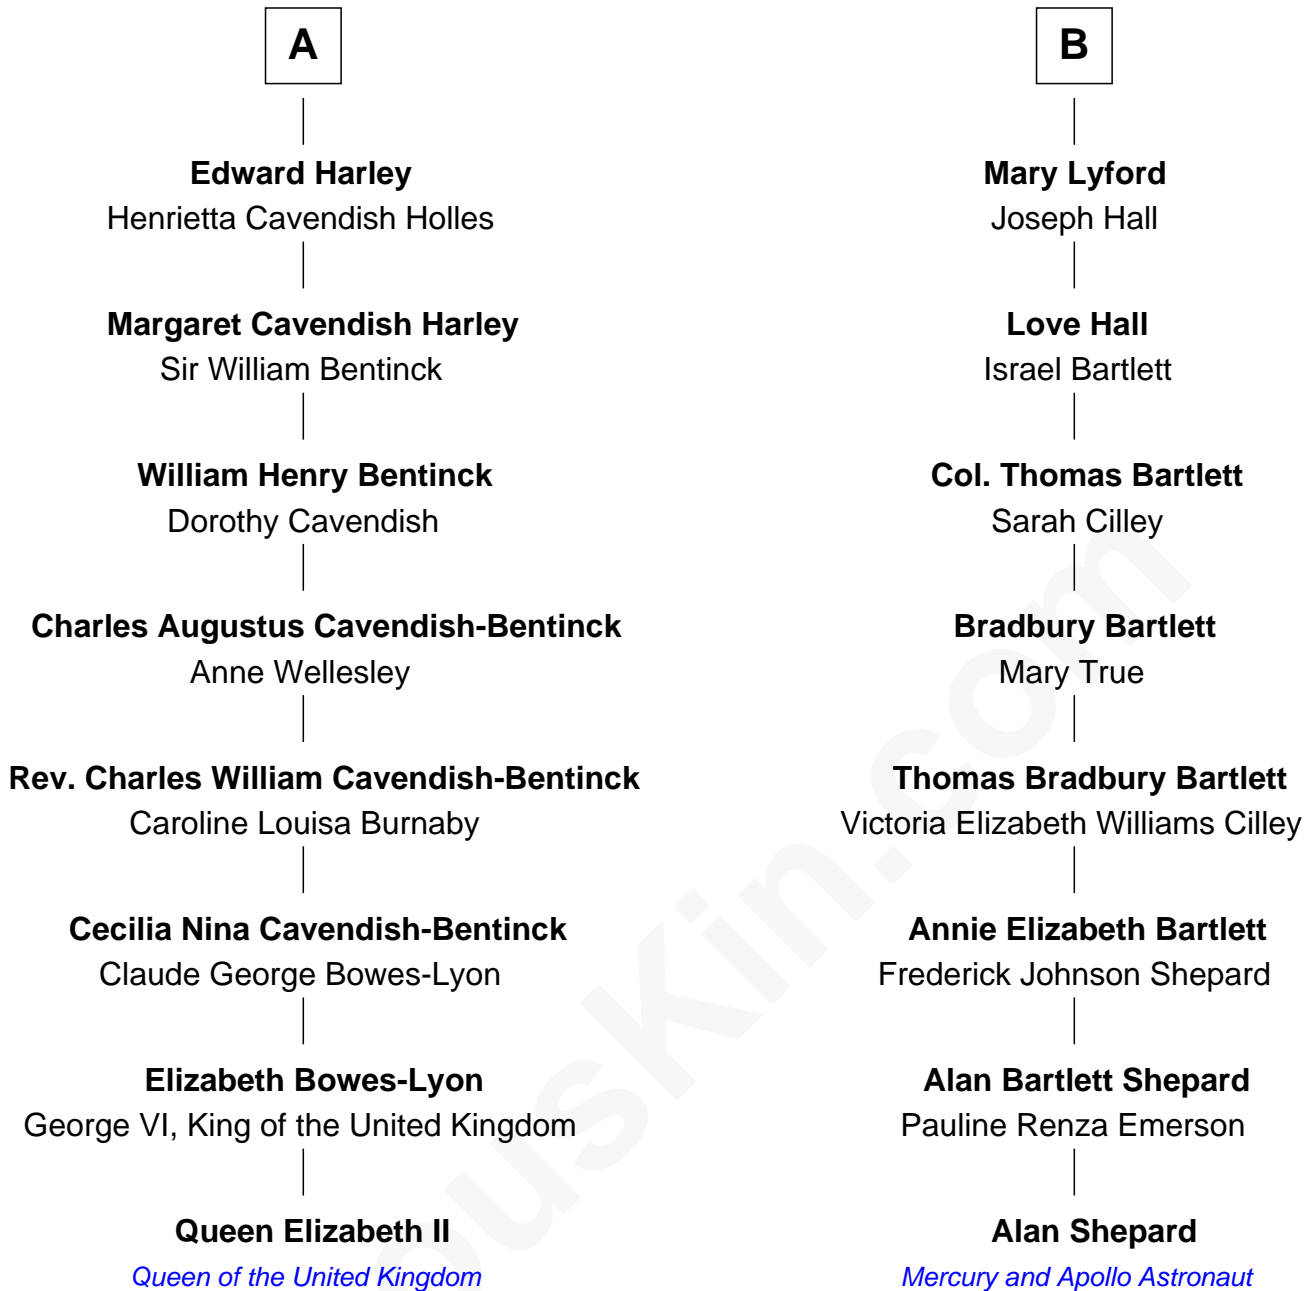 A
Edward Harley
Henrietta Cavendish Holles
Margaret Cavendish Harley
Sir William Bentinck
William Henry Bentinck
Dorothy Cavendish
Charles Augustus Cavendish-Bentinck
Anne Wellesley
Rev. Charles William Cavendish-Bentinck
Caroline Louisa Burnaby
Cecilia Nina Cavendish-Bentinck
Claude George Bowes-Lyon
Elizabeth Bowes-Lyon
George VI, King of the United Kingdom
Queen Elizabeth II
Queen of the United Kingdom
B
Mary Lyford
Joseph Hall
Love Hall
Israel Bartlett
Col. Thomas Bartlett
Sarah Cilley
Bradbury Bartlett
Mary True
Thomas Bradbury Bartlett
Victoria Elizabeth Williams Cilley
Annie Elizabeth Bartlett
Frederick Johnson Shepard
Alan Bartlett Shepard
Pauline Renza Emerson
Alan Shepard
Mercury and Apollo Astronaut